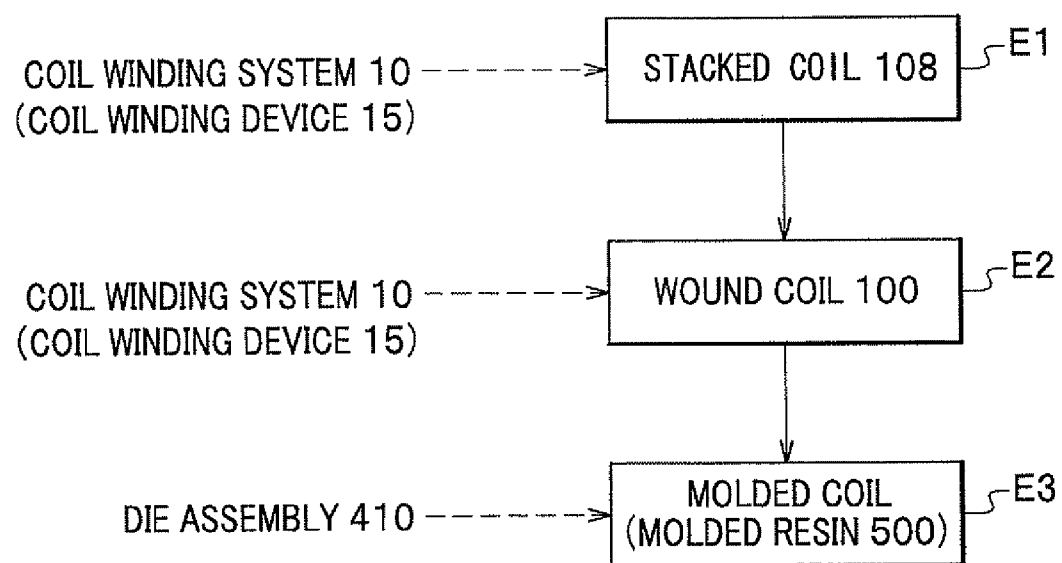 COIL WINDING SYSTEM 10
(COIL WINDING DEVICE 15)
STACKED COIL 108
E1
COIL WINDING SYSTEM 10
(COIL WINDING DEVICE 15)
WOUND COIL 100
E2
DIE ASSEMBLY 410
MOLDED COIL
(MOLDED RESIN 500)
E3